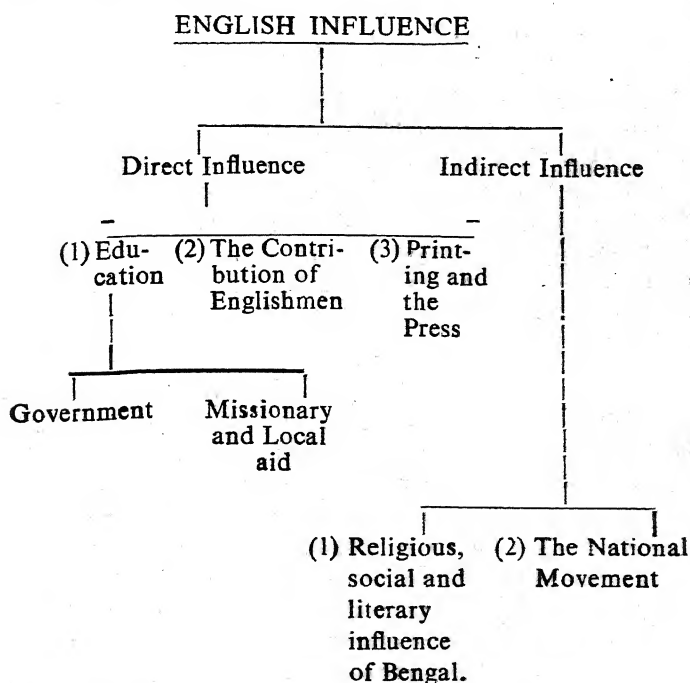 ENGLISH INFLUENCE
Direct Influence
Indirect Influence
(1) Edu-
cation
(2) The Contri-
bution of
Englishmen
(3) Print-
ing and
the
Press
Government
Missionary
and Local
aid
(1) Religious,
social and
literary
influence
of Bengal.
(2) The National
Movement